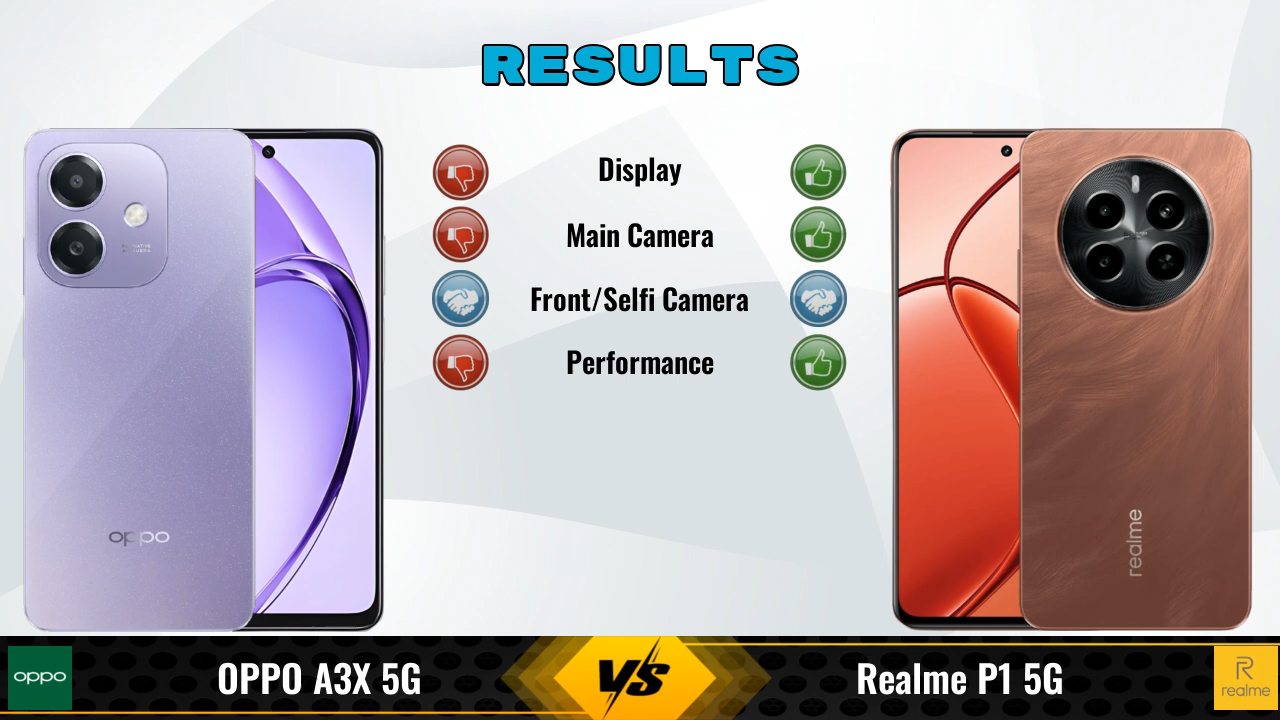 RESULTS
Display
Main Camera
Front/Selfi Camera
Performance
oppo
realme
oppo
OPPO A3X 5G
VS
Realme P1 5G
R
realme